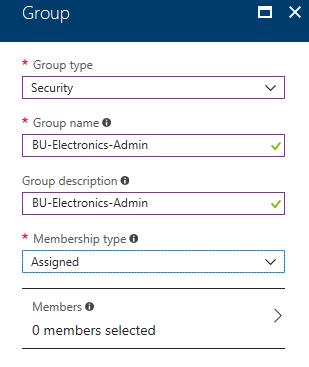 Group
* Group type
Security
* Group name
BU-Electronics-Admin
Group description
BU-Electronics-Admin
* Membership type
Assigned
Members
0 members selected